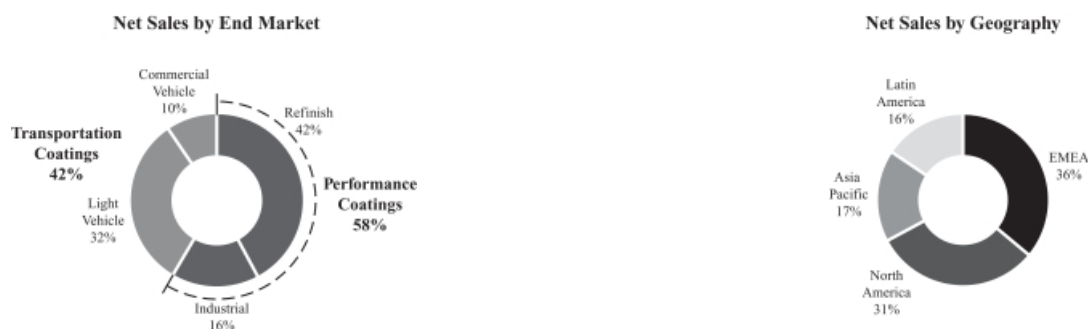 Net Sales by End Market
Commercial
Vehicle
10%
Refinish
42%
Transportation
Coatings
42%
Performance
Coatings
58%
Light
Vehicle
32%
Industrial
16%
Net Sales by Geography
Latin
America
16%
EMEA
36%
Asia
Pacific
17%
North
America
31%